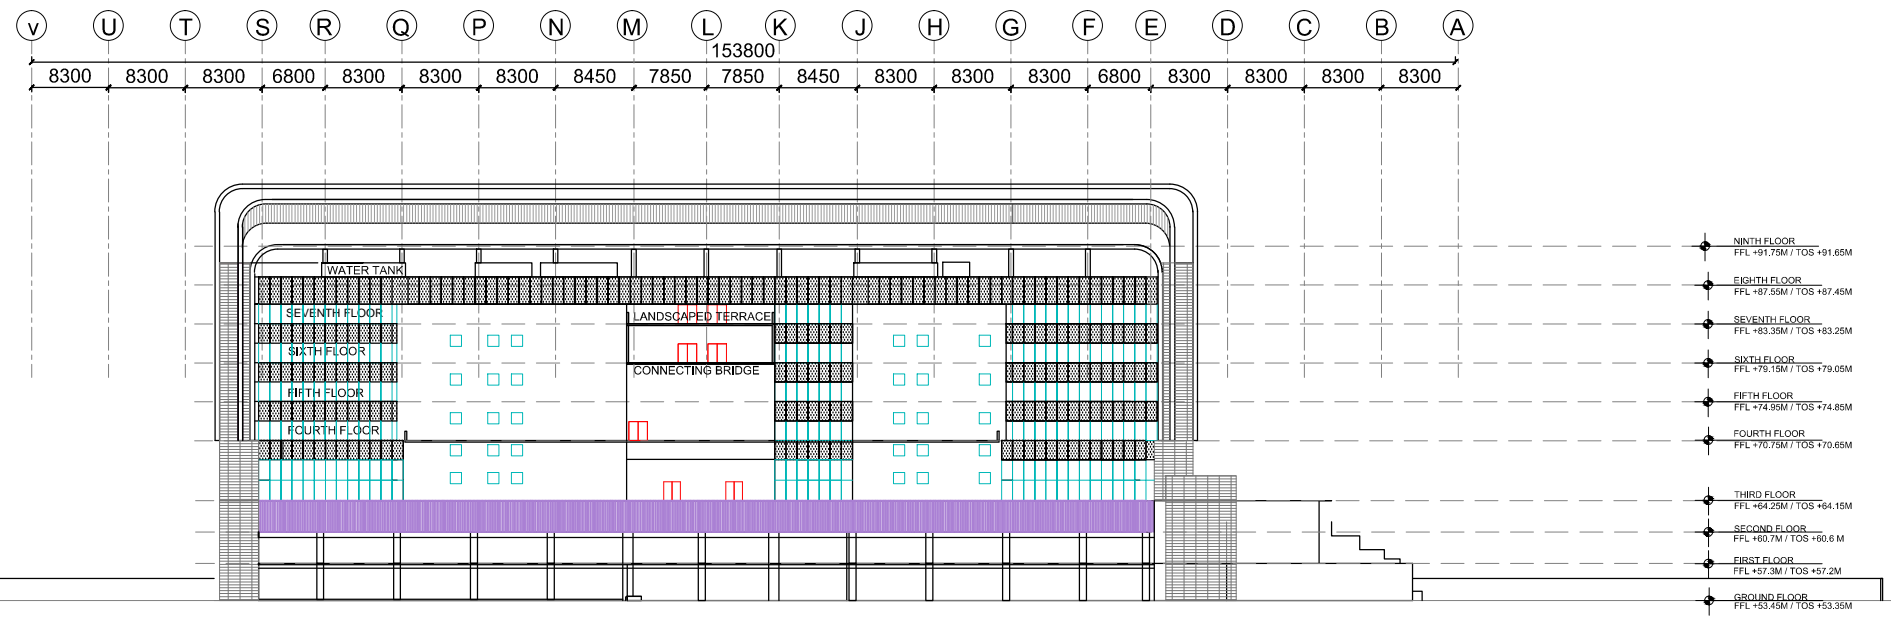 v U T S R Q P N M L K J H G F E D C B A
153800
8300 8300 8300 6800 8300 8300 8300 8450 7850 7850 8450 8300 8300 8300 6800 8300 8300 8300 8300
NINTH FLOOR
FFL +91.75M / TOS +91.65M
WATER TANK
EIGHTH FLOOR
FFL +87.55M / TOS +87.45M
SEVENTH FLOOR
LANDSCAPED TERRACE
SEVENTH FLOOR
FFL +83.35M / TOS +83.25M
SIXTH FLOOR
SIXTH FLOOR
FFL +79.15M / TOS +79.05M
CONNECTING BRIDGE
FIFTH FLOOR
FIFTH FLOOR
FFL +74.95M / TOS +74.85M
FOURTH FLOOR
FOURTH FLOOR
FFL +70.75M / TOS +70.65M
THIRD FLOOR
FFL +64.25M / TOS +64.15M
SECOND FLOOR
FFL +60.7M / TOS +60.6 M
FIRST FLOOR
FFL +57.3M / TOS +57.2M
GROUND FLOOR
FFL +53.45M / TOS +53.35M